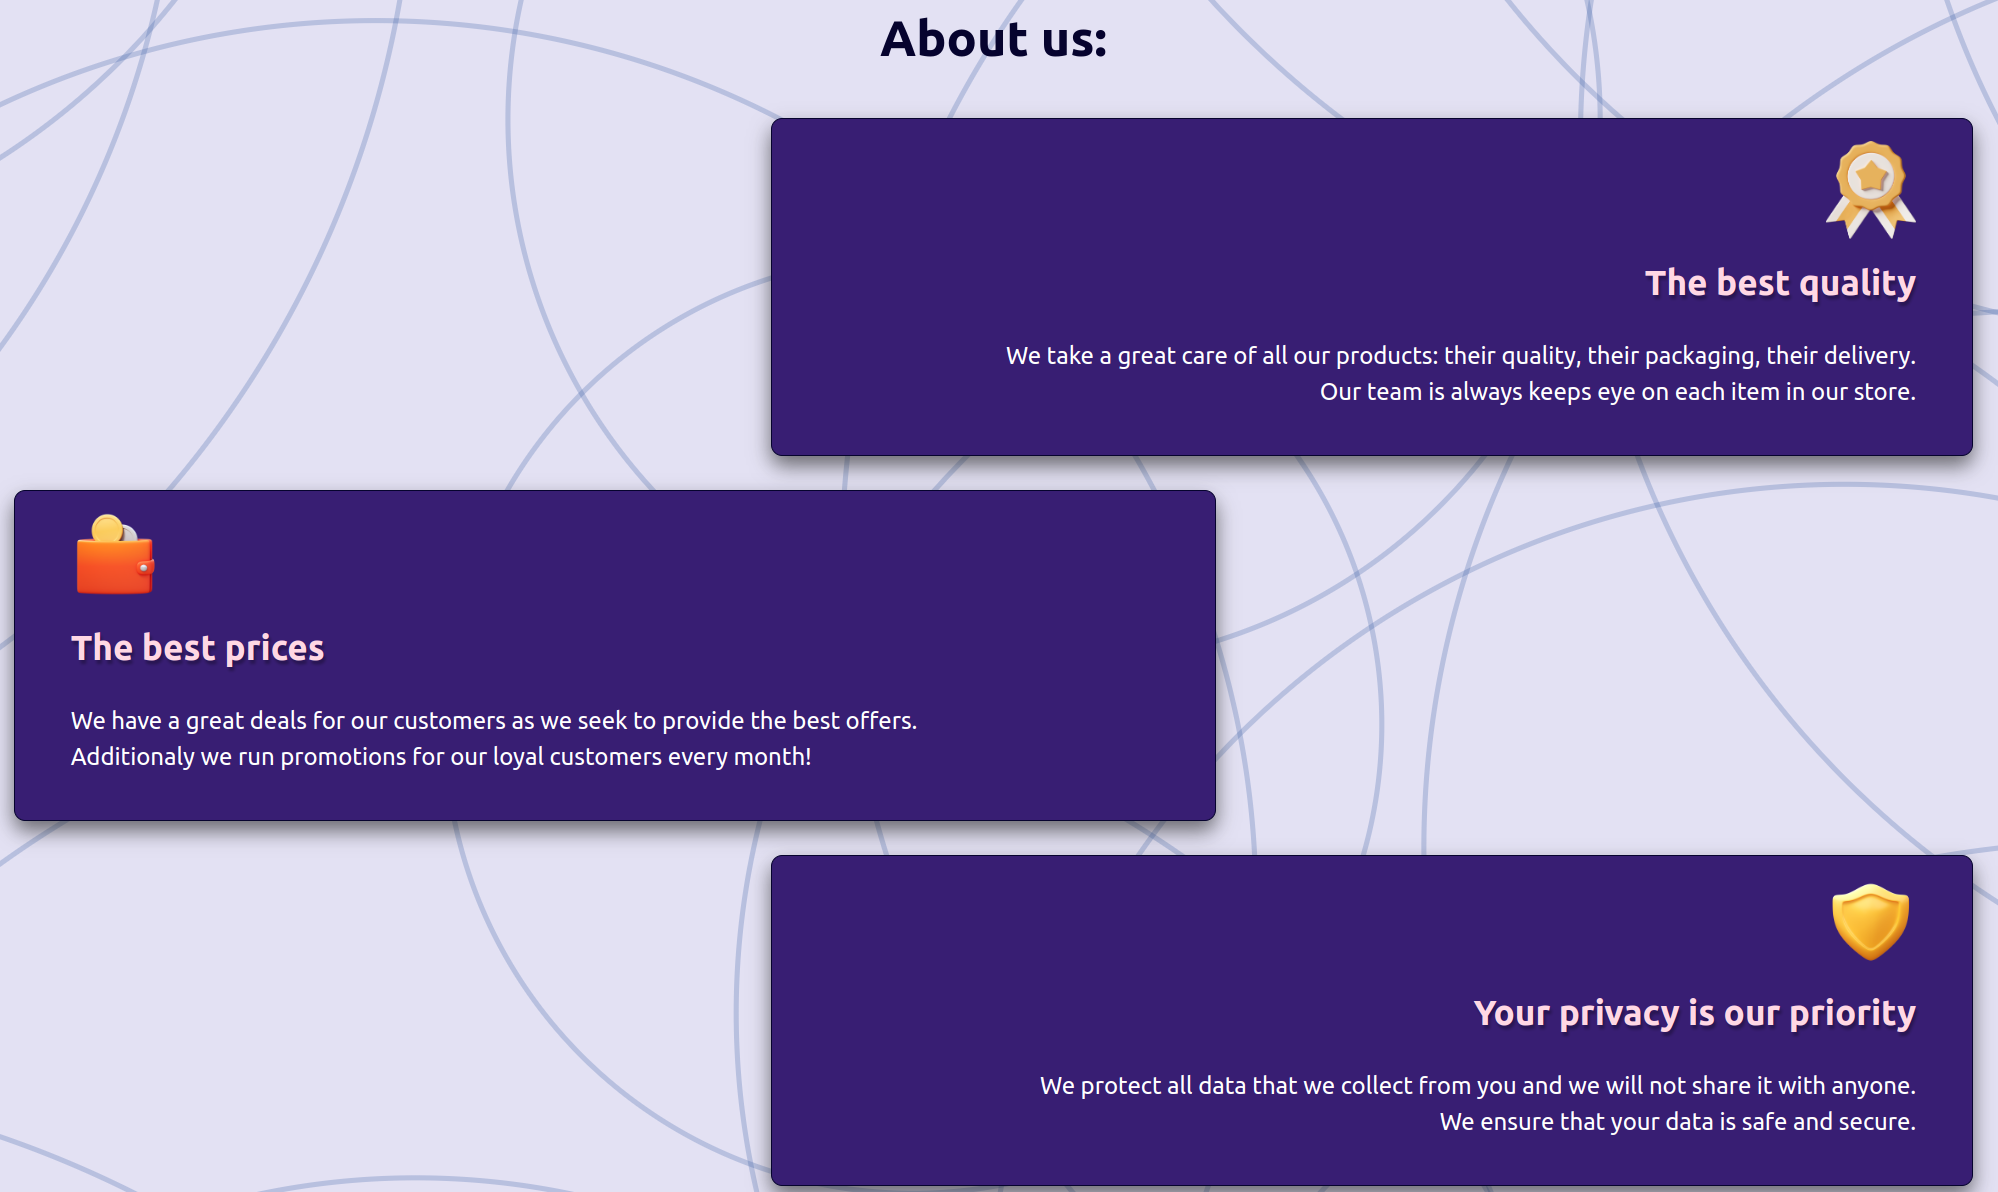 About us:
The best quality
We take a great care of all our products: their quality, their packaging, their delivery.
Our team is always keeps eye on each item in our store.
The best prices
We have a great deals for our customers as we seek to provide the best offers.
Additionaly we run promotions for our loyal customers every month!
Your privacy is our priority
We protect all data that we collect from you and we will not share it with anyone.
We ensure that your data is safe and secure.